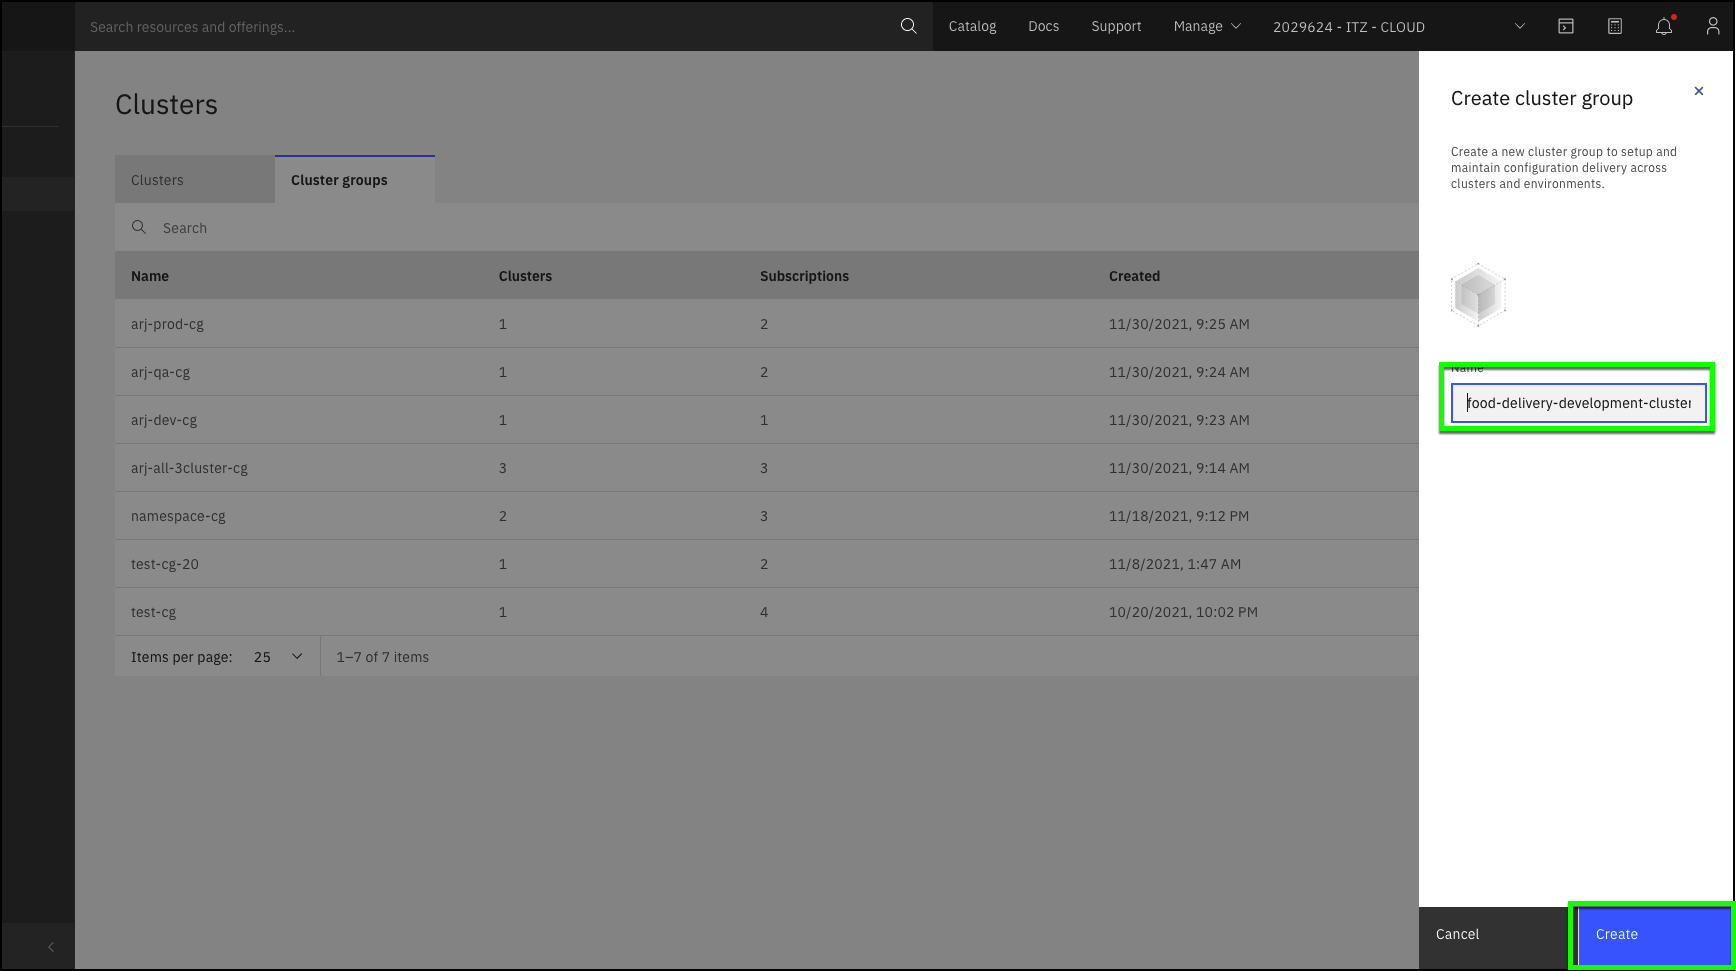 Search resources and offerings...
Catalog
Docs
Support
Manage
2029624 - ITZ - CLOUD
Clusters
Clusters
Cluster groups
Search
Name Clusters Subscriptions Created
arj-prod-cg 1 2 11/30/2021, 9:25 AM
arj-qa-cg 1 2 11/30/2021, 9:24 AM
arj-dev-cg 1 1 11/30/2021, 9:23 AM
arj-all-3cluster-cg 3 3 11/30/2021, 9:14 AM
namespace-cg 2 3 11/18/2021, 9:12 PM
test-cg-20 1 2 11/8/2021, 1:47 AM
test-cg 1 4 10/20/2021, 10:02 PM
Items per page: 25
1–7 of 7 items
Create cluster group
Create a new cluster group to setup and
maintain configuration delivery across
clusters and environments.
Name
food-delivery-development-cluster
Cancel
Create